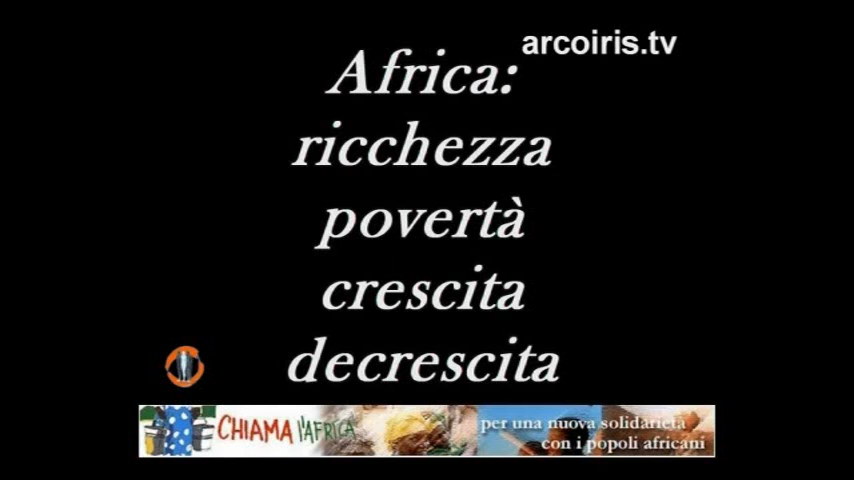 arcoiris.tv
Africa:
ricchezza
povertà
crescita
decrescita
CHIAMA l'AFRICA
per una nuova solidarietà
con i popoli africani